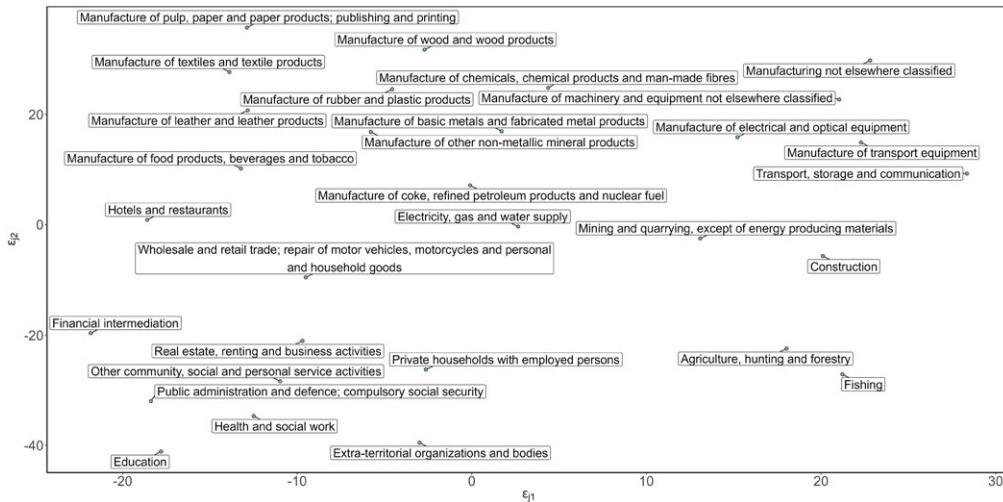 Manufacture of pulp, paper and paper products; publishing and printing
Manufacture of wood and wood products
Manufacture of textiles and textile products
Manufacturing not elsewhere classified
Manufacture of chemicals, chemical products and man-made fibres
Manufacture of rubber and plastic products
Manufacture of machinery and equipment not elsewhere classified
Manufacture of leather and leather products
Manufacture of basic metals and fabricated metal products
Manufacture of electrical and optical equipment
Manufacture of other non-metallic mineral products
Manufacture of transport equipment
Manufacture of food products, beverages and tobacco
Transport, storage and communication
Manufacture of coke, refined petroleum products and nuclear fuel
Hotels and restaurants
Electricity, gas and water supply
Mining and quarrying, except of energy producing materials
Wholesale and retail trade; repair of motor vehicles, motorcycles and personal
and household goods
Construction
Financial intermediation
Real estate, renting and business activities
Private households with employed persons
Agriculture, hunting and forestry
Other community, social and personal service activities
Fishing
Public administration and defence; compulsory social security
Health and social work
Extra-territorial organizations and bodies
Education
20
0
-20
-40
εj2
-20
-10
0
10
20
30
εj1